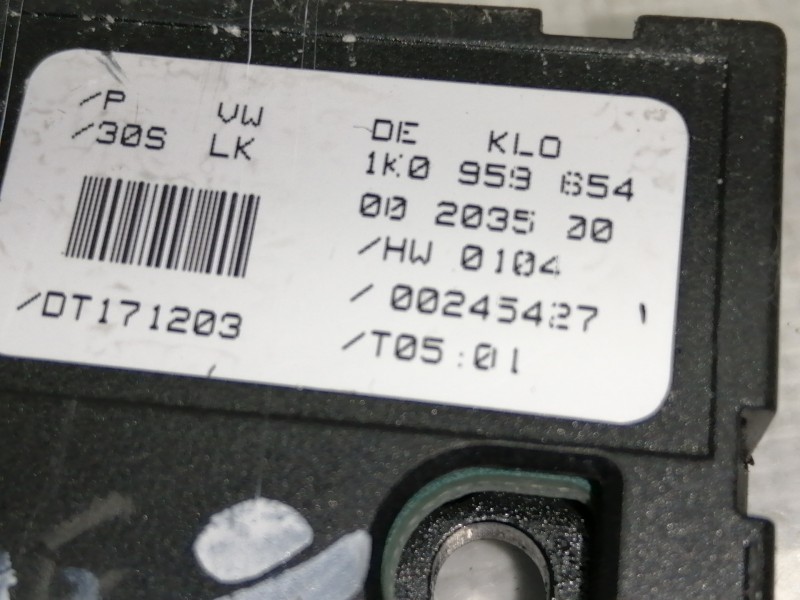 /P VW DE KLO
/30S LK 1K0 959 654
00 2035 00
/HW 0104
/ 00245427
/DT171203 /T05:01